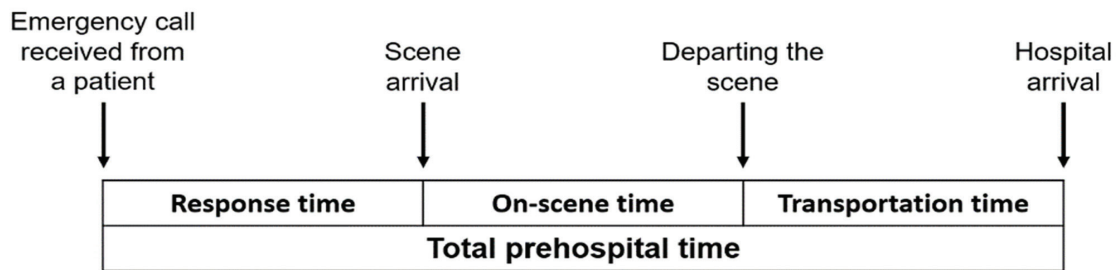 Emergency call
received from
a patient
Scene
arrival
Departing the
scene
Hospital
arrival
Response time
On-scene time
Transportation time
Total prehospital time